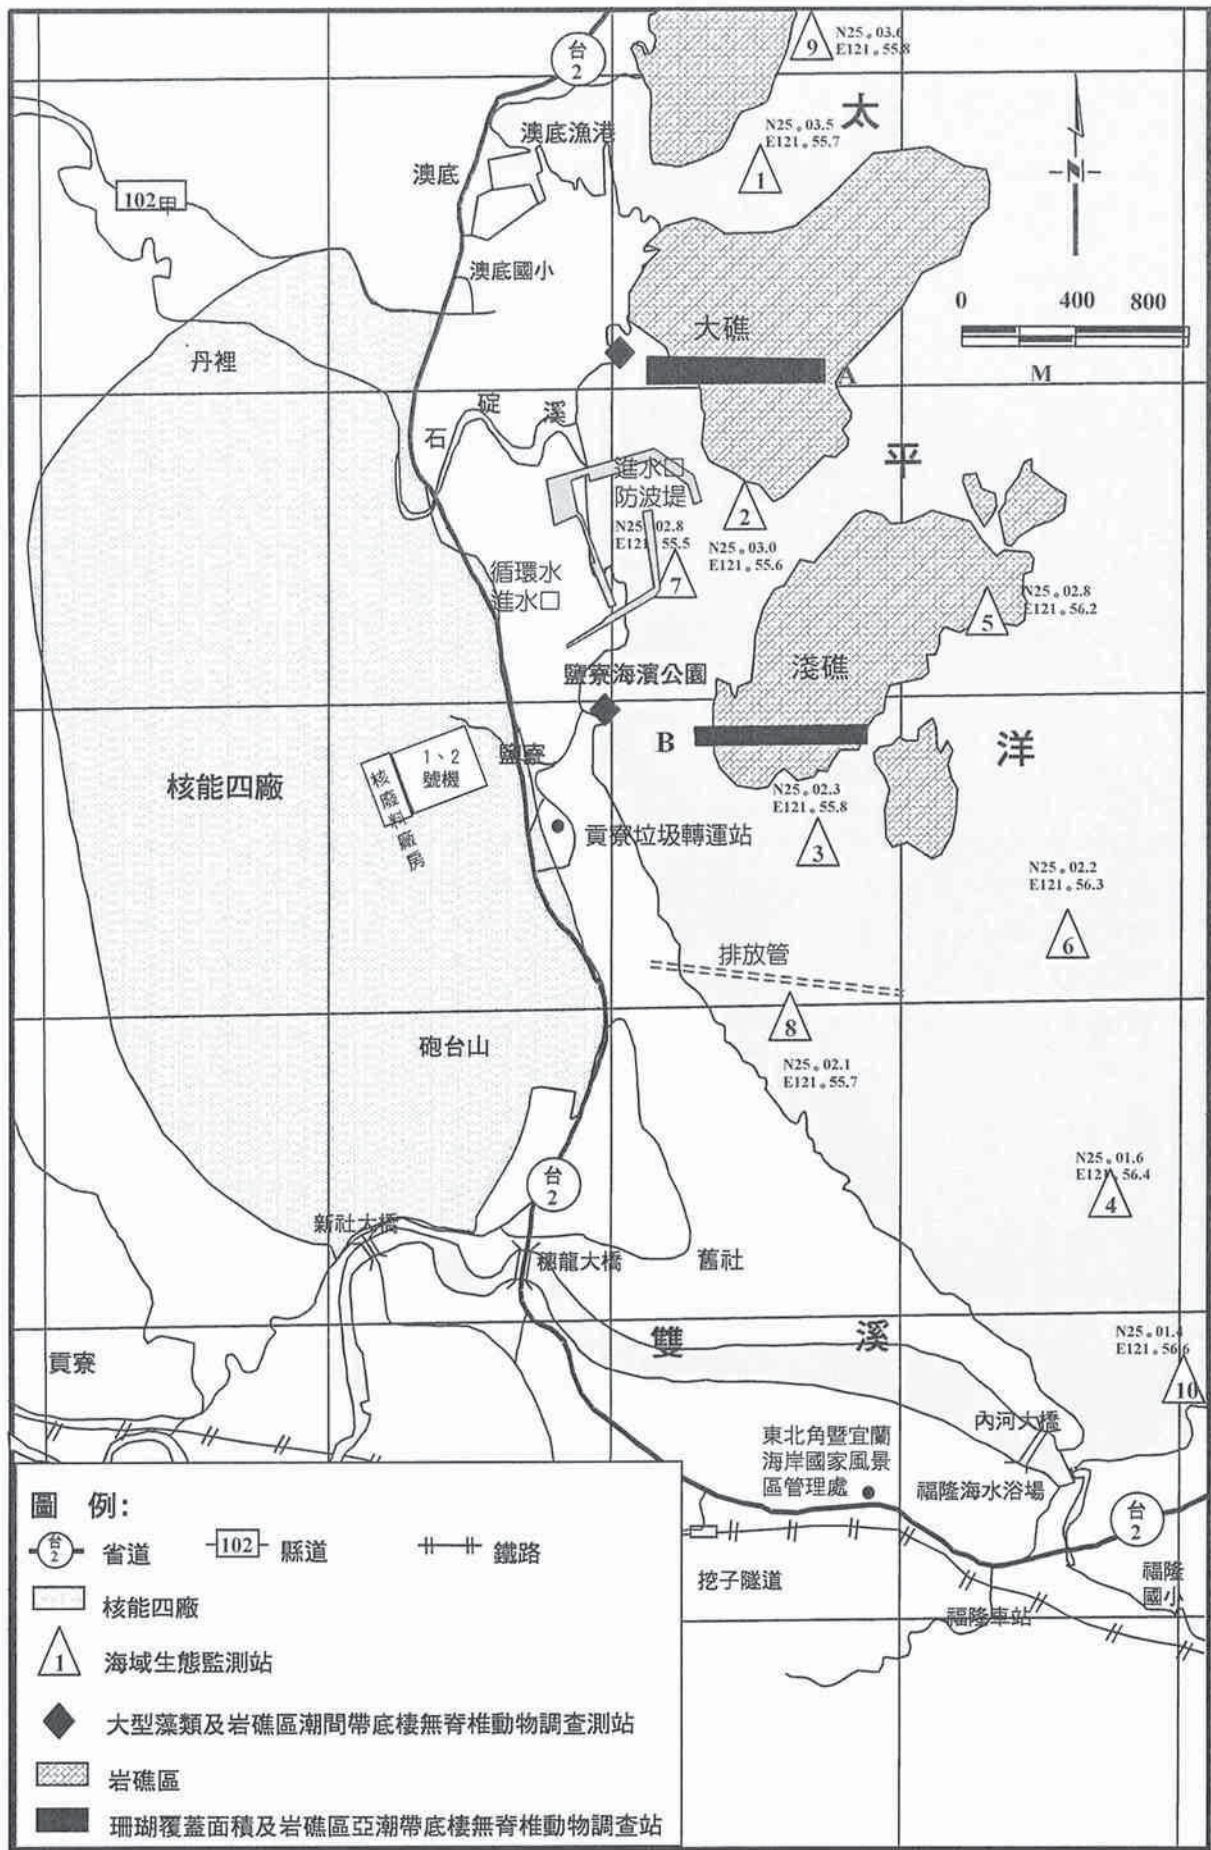 台
2
9
N25。03.6
E121。55.8
太
澳底漁港
N25。03.5
E121。55.7
1
澳底
102甲
澳底國小
0 400 800
M
大礁
丹裡
A
石
碇
溪
平
進水口
防波堤
2
N25。02.8
E121。55.5
N25。03.0
E121。55.6
7
循環水
進水口
N25。02.8
E121。56.2
5
淺礁
鹽寮海濱公園
B
鹽寮
洋
核能四廠
1、2
號機
核廢料廠房
N25。02.3
E121。55.8
3
貢寮垃圾轉運站
N25。02.2
E121。56.3
6
排放管
8
N25。02.1
E121。55.7
砲台山
N25。01.6
E121。56.4
4
台
2
新社大橋
穗龍大橋
舊社
雙 溪
N25。01.4
E121。56.6
10
貢寮
內河大橋
東北角暨宜蘭
海岸國家風景
區管理處
福隆海水浴場
台
2
挖子隧道
福隆
國小
福隆車站
圖 例:
台
2
省道
102
縣道
鐵路
核能四廠
1
海域生態監測站
大型藻類及岩礁區潮間帶底棲無脊椎動物調查測站
岩礁區
珊瑚覆蓋面積及岩礁區亞潮帶底棲無脊椎動物調查站